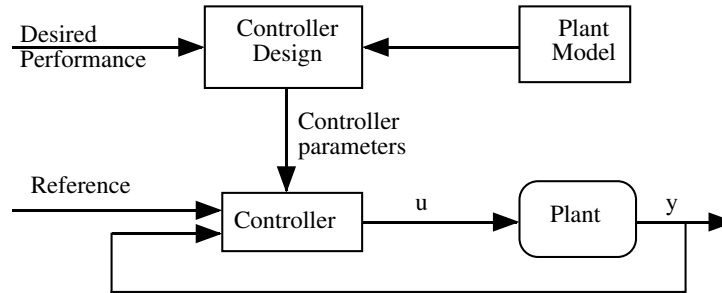 Desired
Performance
Controller
Design
Plant
Model
Controller
parameters
Reference
Controller
u
Plant
y